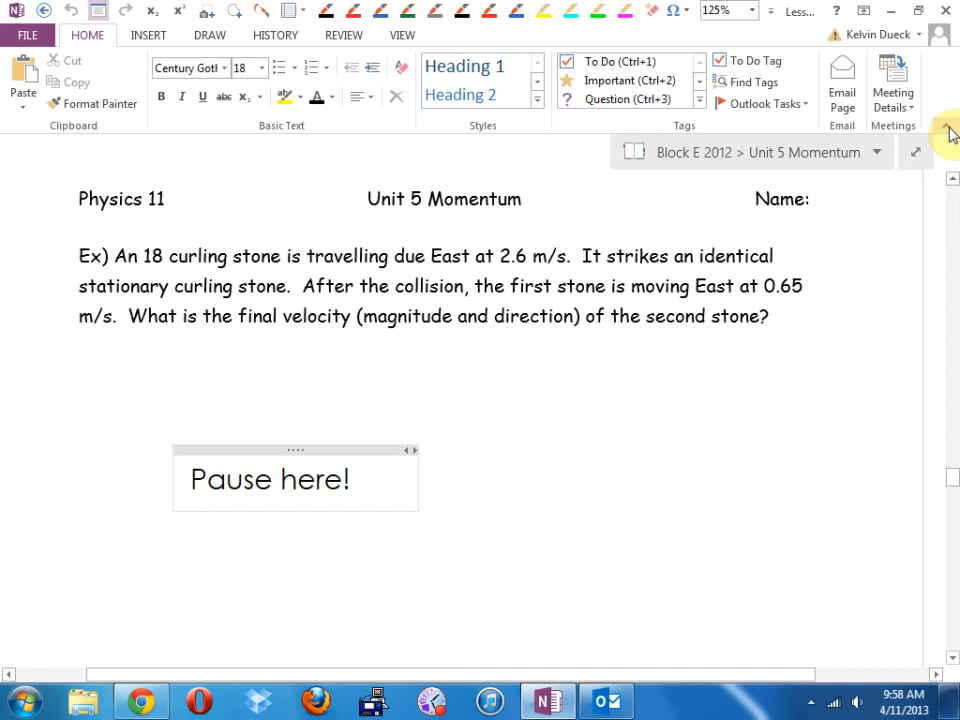 125%
Less...
?
FILE HOME INSERT DRAW HISTORY REVIEW VIEW
Kelvin Dueck
Paste
Cut
Copy
Format Painter
Clipboard
Century Gotl 18
B I U abc X₂
Basic Text
Heading 1
Heading 2
Styles
To Do (Ctrl+1)
Important (Ctrl+2)
? Question (Ctrl+3)
To Do Tag
Find Tags
Outlook Tasks
Tags
Email
Page
Email
Meeting
Details
Meetings
Block E 2012 > Unit 5 Momentum
Physics 11 Unit 5 Momentum Name:
Ex) An 18 curling stone is travelling due East at 2.6 m/s. It strikes an identical
stationary curling stone. After the collision, the first stone is moving East at 0.65
m/s. What is the final velocity (magnitude and direction) of the second stone?
Pause here!
9:58 AM
4/11/2013